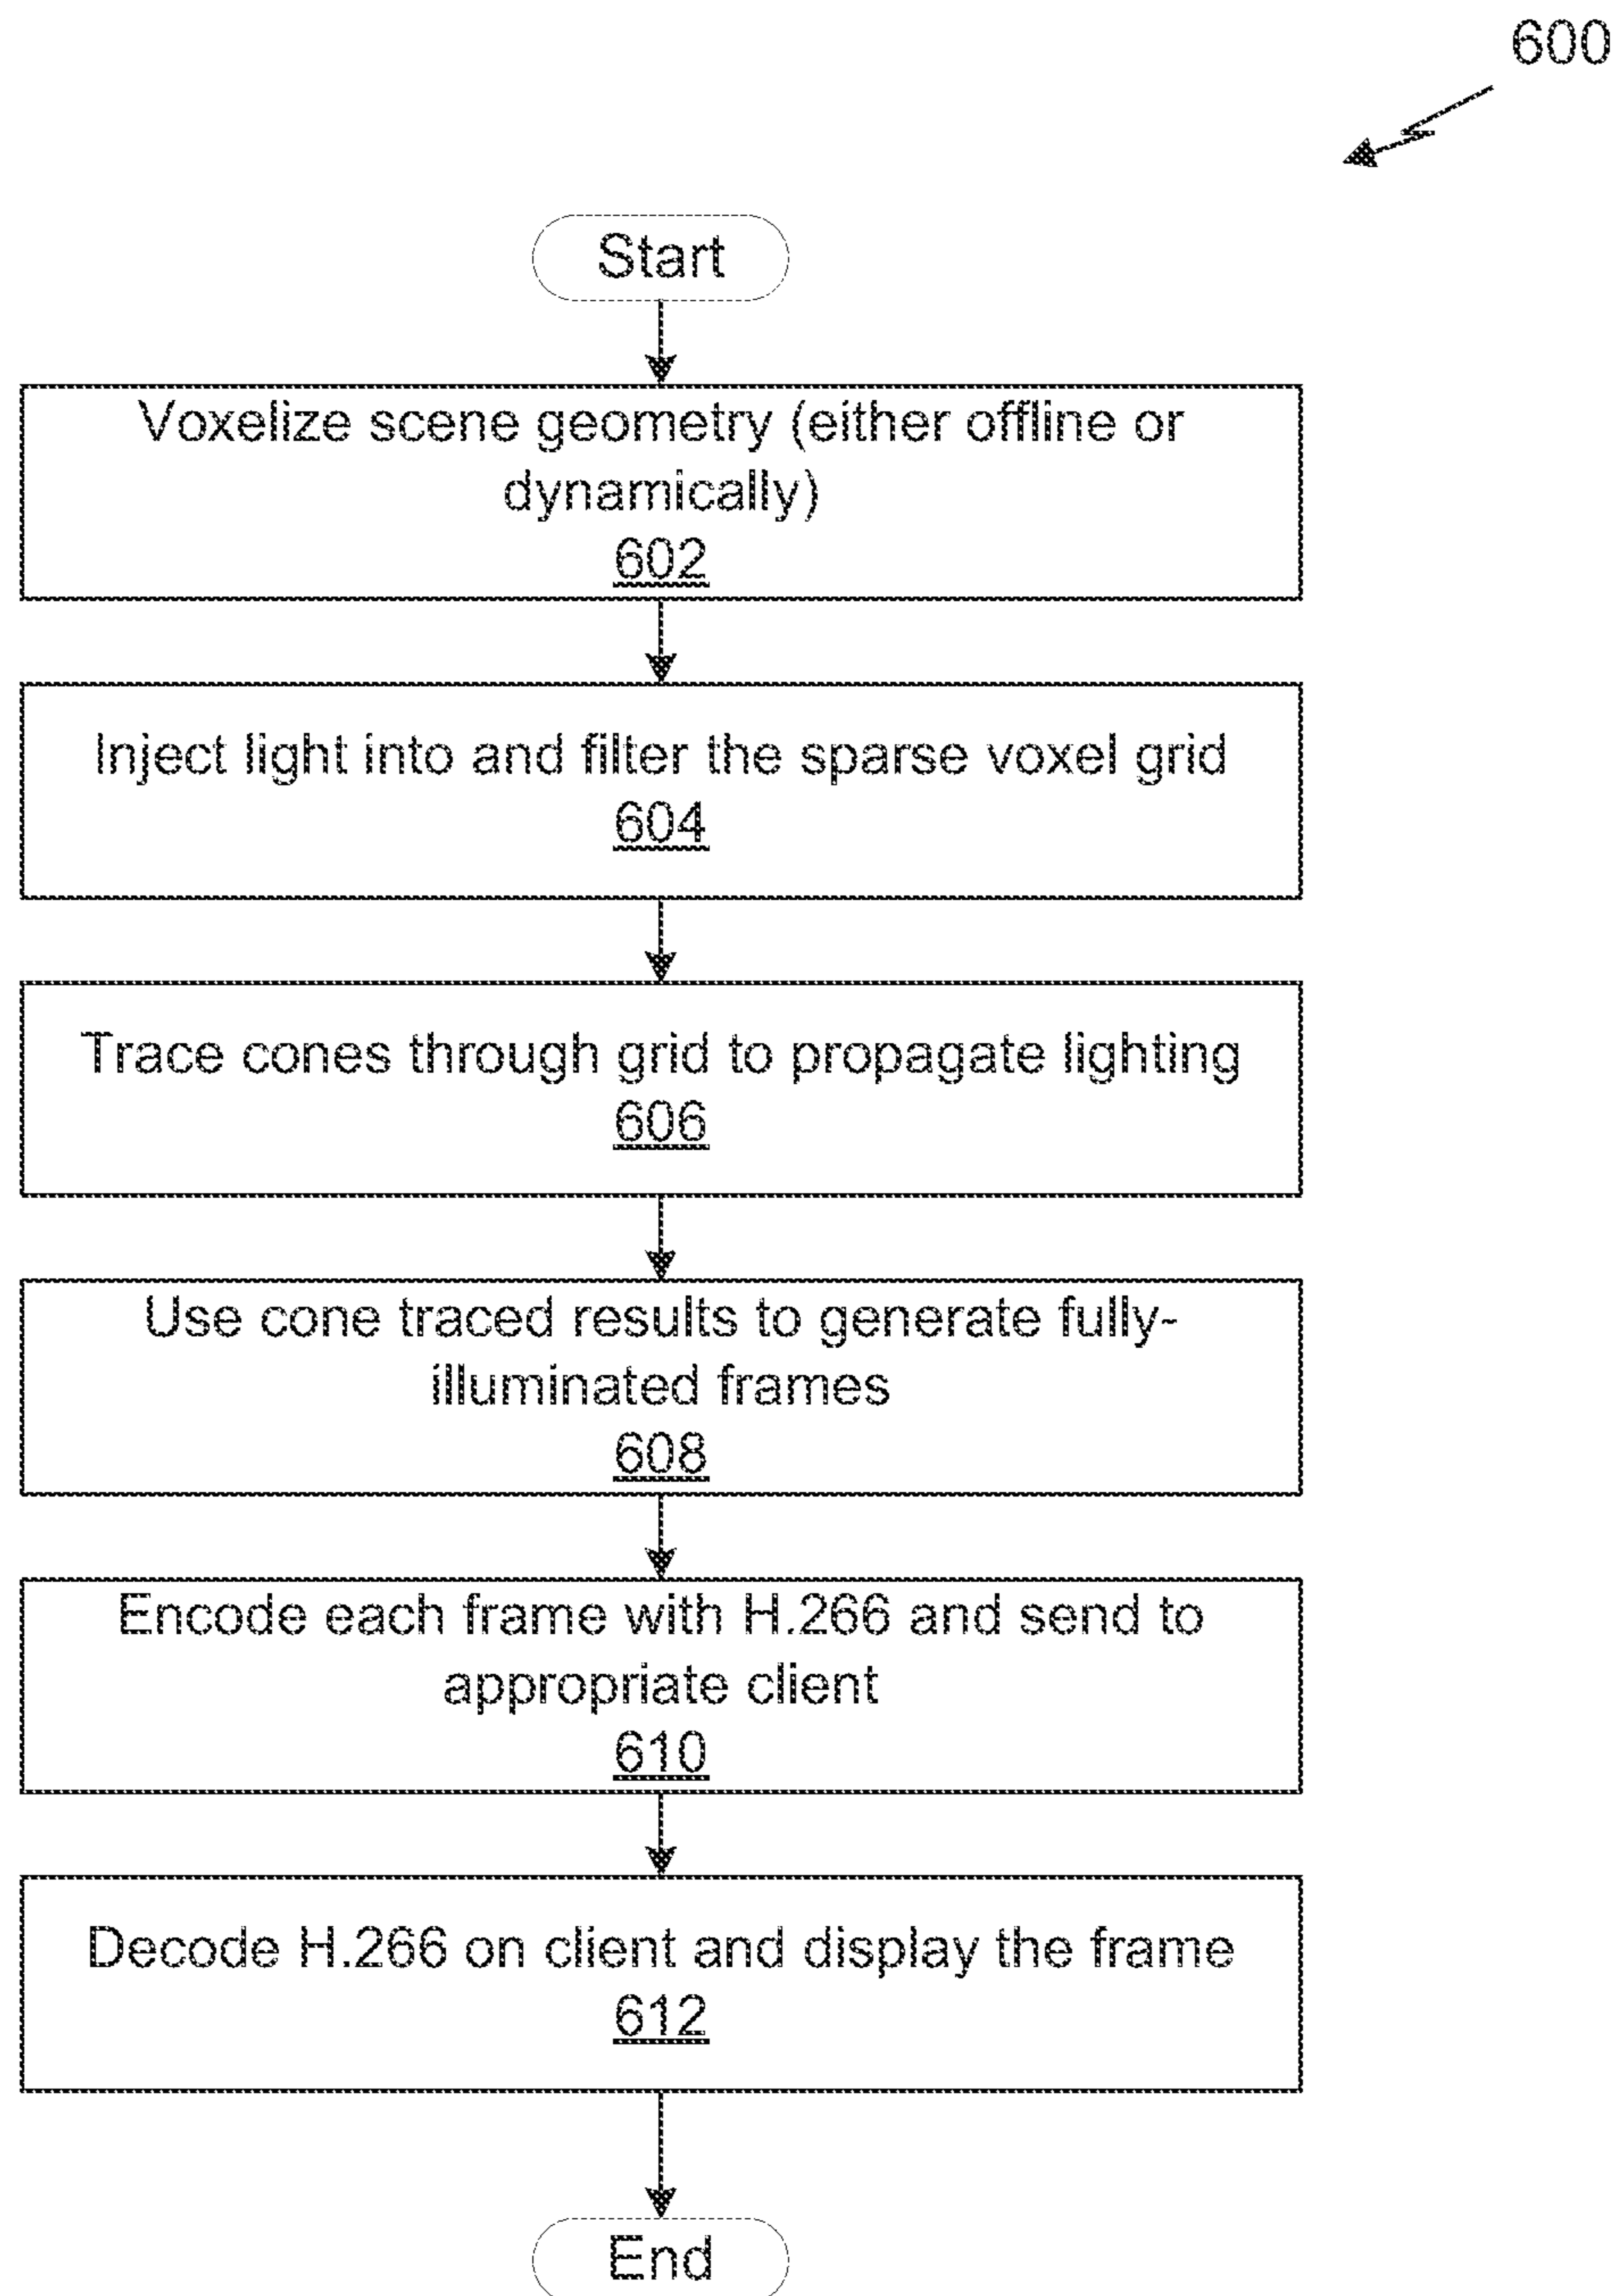 600
Start
Voxelize scene geometry (either offline or
dynamically)
602
Inject light into and filter the sparse voxel grid
604
Trace cones through grid to propagate lighting
606
Use cone traced results to generate fully-
illuminated frames
608
Encode each frame with H.266 and send to
appropriate client
610
Decode H.266 on client and display the frame
612
End